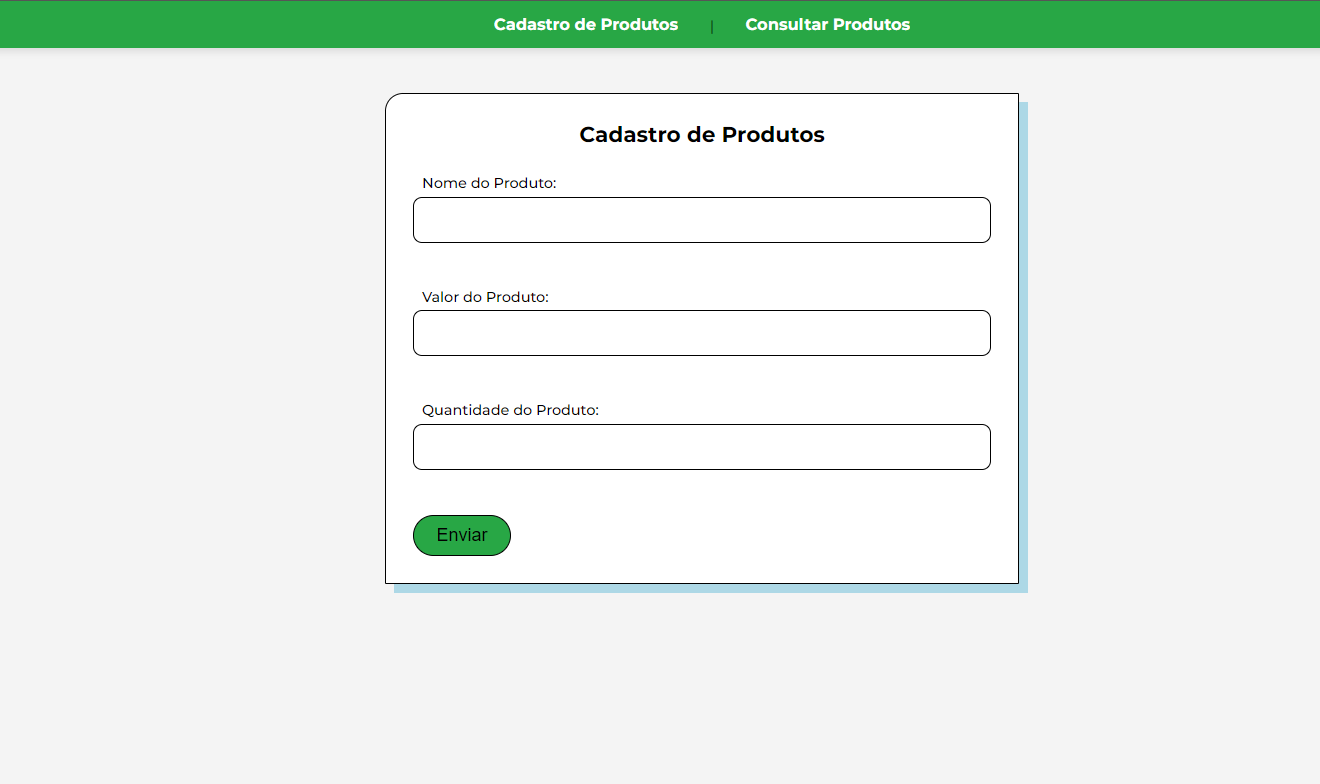 Cadastro de Produtos | Consultar Produtos
Cadastro de Produtos
Nome do Produto:
Valor do Produto:
Quantidade do Produto:
Enviar